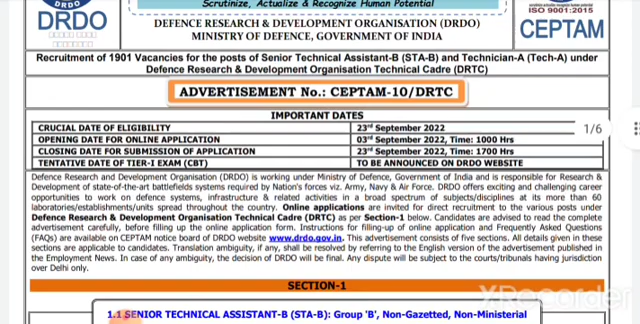 Scrutinize, Actualize & Recognize Human Potential
DRDO
ISO 9001:2015
DEFENCE RESEARCH & DEVELOPMENT ORGANISATION (DRDO)
MINISTRY OF DEFENCE, GOVERNMENT OF INDIA
CEPTAM
Recruitment of 1901 Vacancies for the posts of Senior Technical Assistant-B (STA-B) and Technician-A (Tech-A) under
Defence Research & Development Organisation Technical Cadre (DRTC)
ADVERTISEMENT No.: CEPTAM-10/DRTC
IMPORTANT DATES
CRUCIAL DATE OF ELIGIBILITY 23rd September 2022
1/6
OPENING DATE FOR ONLINE APPLICATION 03rd September 2022, Time: 1000 Hrs
CLOSING DATE FOR SUBMISSION OF APPLICATION 23rd September 2022, Time: 1700 Hrs
TENTATIVE DATE OF TIER-I EXAM (CBT) TO BE ANNOUNCED ON DRDO WEBSITE
Defence Research and Development Organisation (DRDO) is working under Ministry of Defence, Government of India and is responsible for Research &
Development of state-of-the-art battlefields systems required by Nation's forces viz. Army, Navy & Air Force. DRDO offers exciting and challenging career
opportunities to work on defence systems, infrastructure & related activities in a broad spectrum of subjects/disciplines at its more than 60
laboratories/establishments/units spread throughout the country. Online applications are invited for direct recruitment to the various posts under
Defence Research & Development Organisation Technical Cadre (DRTC) as per Section-1 below. Candidates are advised to read the complete
advertisement carefully, before filling up the online application form. Instructions for filling-up of online application and Frequently Asked Questions
(FAQs) are available on CEPTAM notice board of DRDO website www.drdo.gov.in. This advertisement consists of five sections. All details given in these
sections are applicable to candidates. Translation ambiguity, if any, shall be resolved by referring to the English version of the advertisement published in
the Employment News. In case of any ambiguity, the decision of DRDO will be final. Any dispute will be subject to the courts/tribunals having jurisdiction
over Delhi only.
SECTION-1
XRecorder
1.1 SENIOR TECHNICAL ASSISTANT-B (STA-B): Group 'B', Non-Gazetted, Non-Ministerial